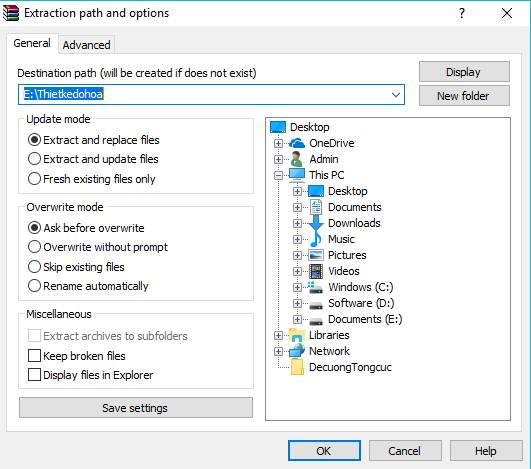 Extraction path and options
General
Advanced
Destination path (will be created if does not exist)
E:\Thietkedohoa
Display
New folder
Update mode
Extract and replace files
Extract and update files
Fresh existing files only
Overwrite mode
Ask before overwrite
Overwrite without prompt
Skip existing files
Rename automatically
Miscellaneous
Extract archives to subfolders
Keep broken files
Display files in Explorer
Save settings
Desktop
OneDrive
Admin
This PC
Desktop
Documents
Downloads
Music
Pictures
Videos
Windows (C:)
Software (D:)
Documents (E:)
Libraries
Network
DecuongTongcuc
OK
Cancel
Help